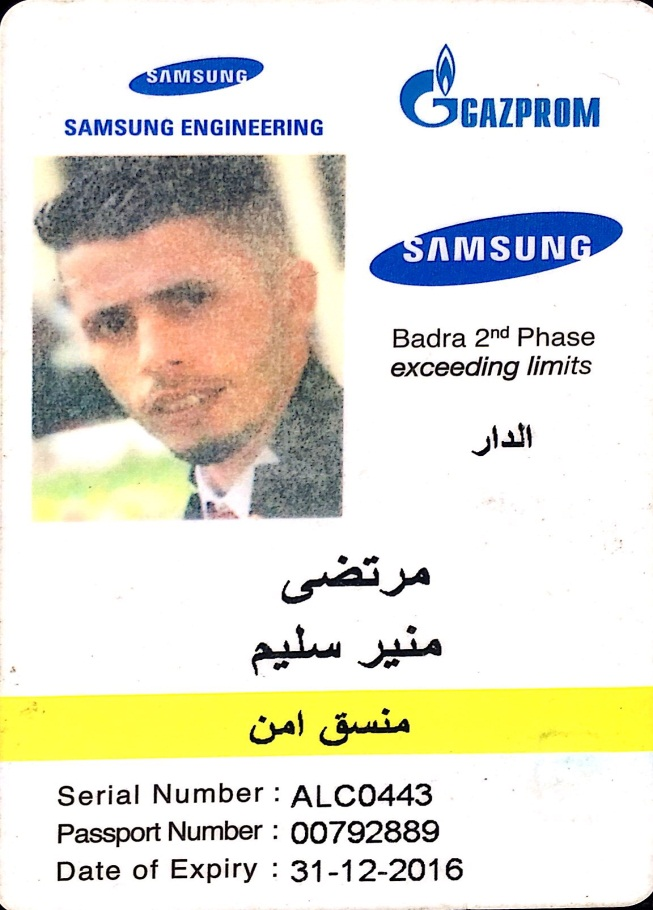 SAMSUNG
SAMSUNG ENGINEERING
GAZPROM
SAMSUNG
Badra 2nd Phase
exceeding limits
الدار
مرتضى
منير سليم
منسق امن
Serial Number : ALC0443
Passport Number : 00792889
Date of Expiry : 31-12-2016